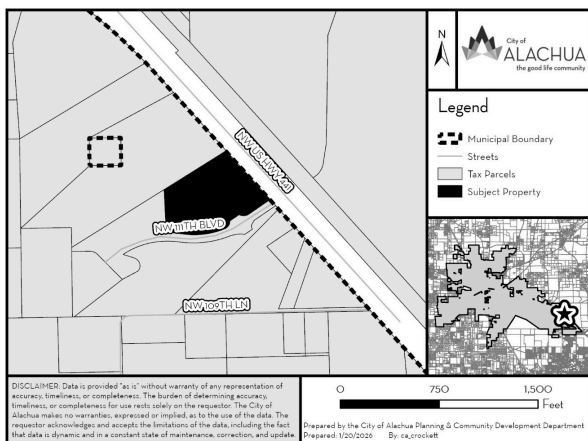 N
City of
ALACHUA
the good life community
Legend
Municipal Boundary
Streets
Tax Parcels
Subject Property
NW US HWY 441
NW 111TH BLVD
NW 109TH LN
DISCLAIMER: Data is provided "as is" without warranty of any representation of
accuracy, timeliness, or completeness. The burden of determining accuracy,
timeliness, or completeness for use rests solely on the requestor. The City of
Alachua makes no warranties, expressed or implied, as to the use of the data. The
requestor acknowledges and accepts the limitations of the data, including the fact
that data is dynamic and in a constant state of maintenance, correction, and update.
0 750 1,500
Feet
Prepared by the City of Alachua Planning & Community Development Department
Prepared: 1/20/2026 By: ca_crockett